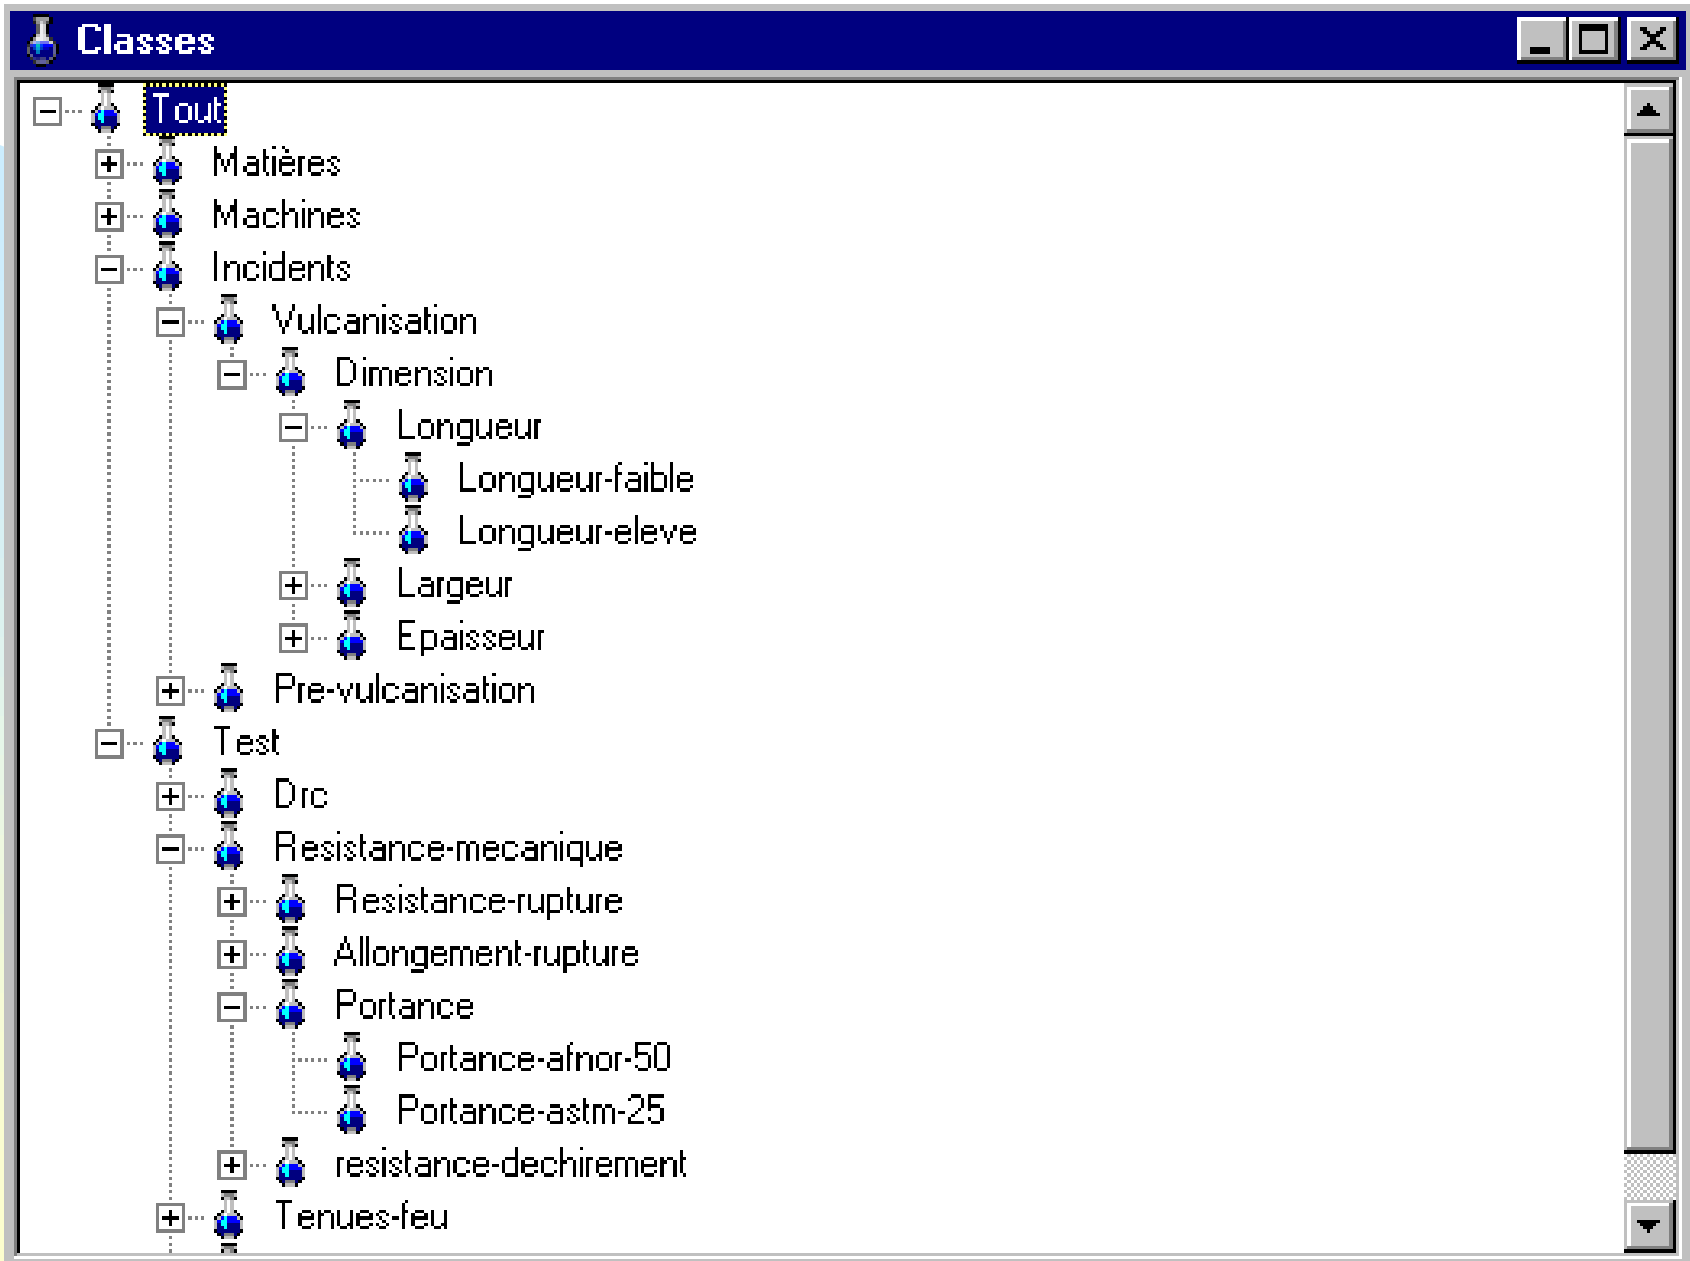 Classes
Tout
Matières
Machines
Incidents
Vulcanisation
Dimension
Longueur
Longueur-faible
Longueur-eleve
Largeur
Epaisseur
Pre-vulcanisation
Test
Drc
Resistance-mecanique
Resistance-rupture
Allongement-rupture
Portance
Portance-afnor-50
Portance-astm-25
resistance-dechirement
Tenues-feu